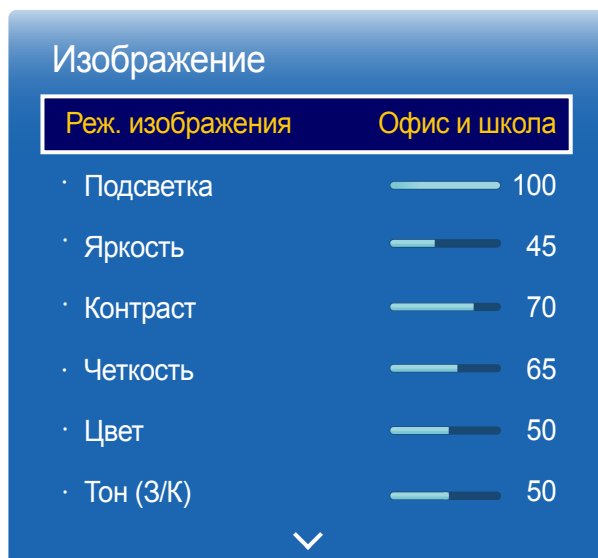 Изображение
Реж. изображения Офис и школа
· Подсветка 100
· Яркость 45
· Контраст 70
· Четкость 65
· Цвет 50
· Тон (З/К) 50